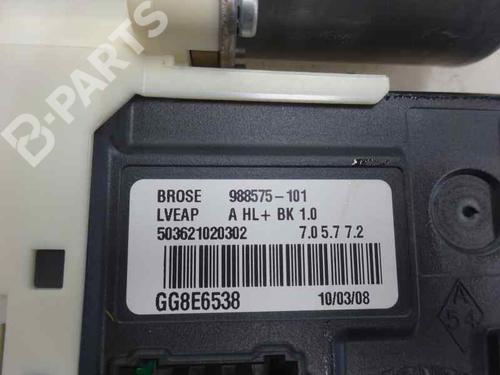 B-PARTS
BROSE 988575-101
LVEAP A HL+ BK 1.0
503621020302 7.0 5.7 7.2
GG8E6538 10/03/08
A
54